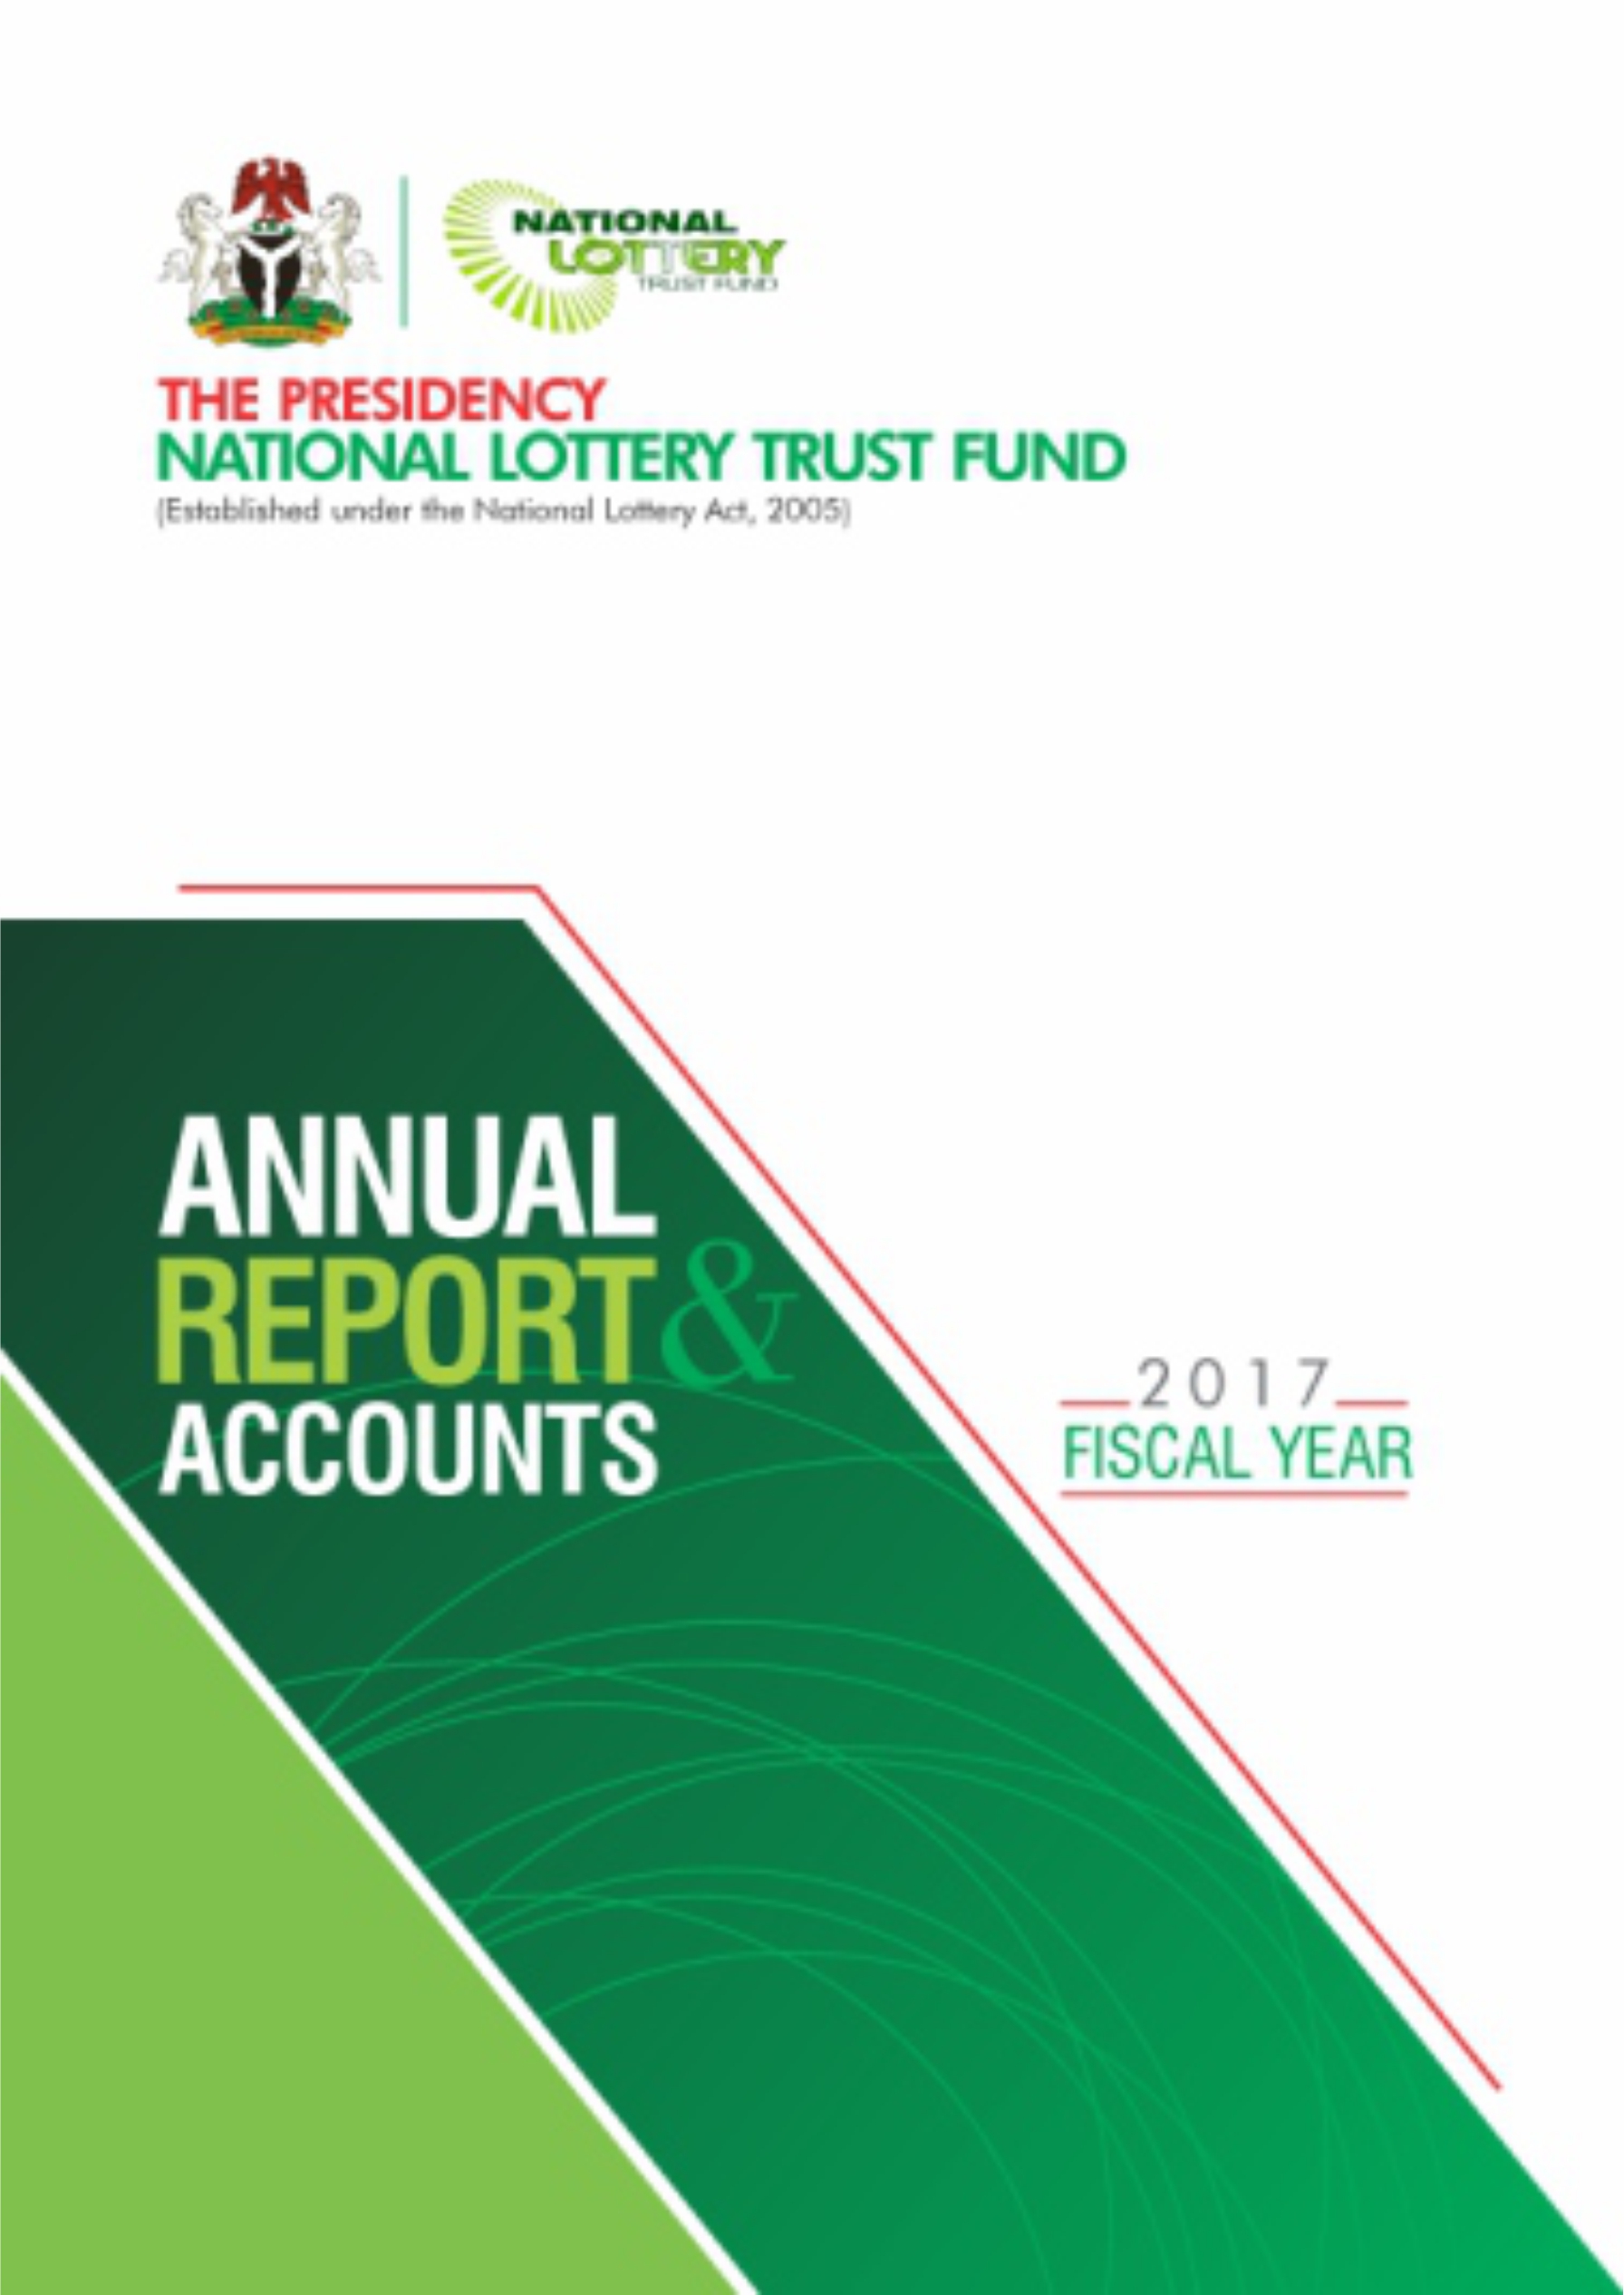 NATIONAL
LOTTERY
TRUST FUND
THE PRESIDENCY
NATIONAL LOTTERY TRUST FUND
(Established under the National Lottery Act, 2005)
ANNUAL
REPORT &
ACCOUNTS
2017
FISCAL YEAR